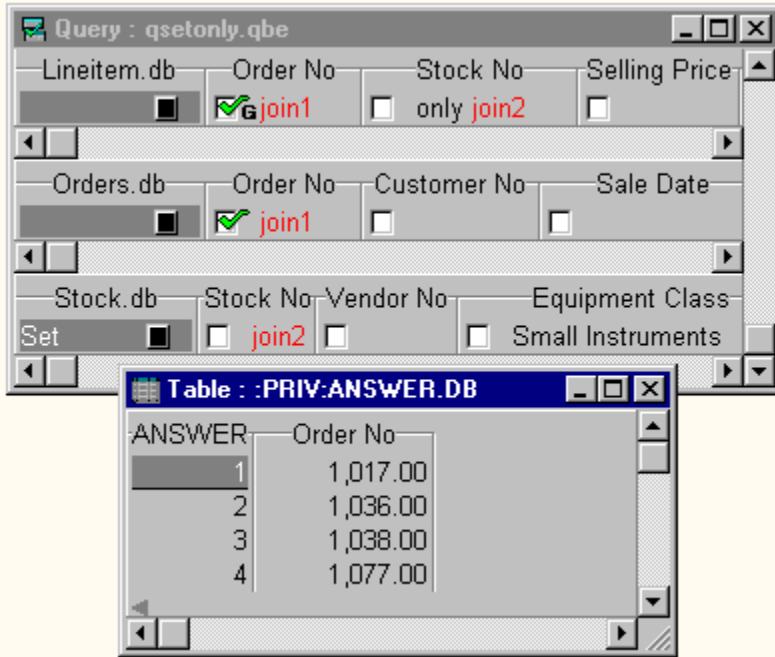 Query : qsetonly.qbe
Lineitem.db Order No Stock No Selling Price
G join1 only join2
Orders.db Order No Customer No Sale Date
join1
Stock.db Stock No Vendor No Equipment Class
Set join2 Small Instruments
Table : :PRIV:ANSWER.DB
ANSWER Order No
1 1,017.00
2 1,036.00
3 1,038.00
4 1,077.00